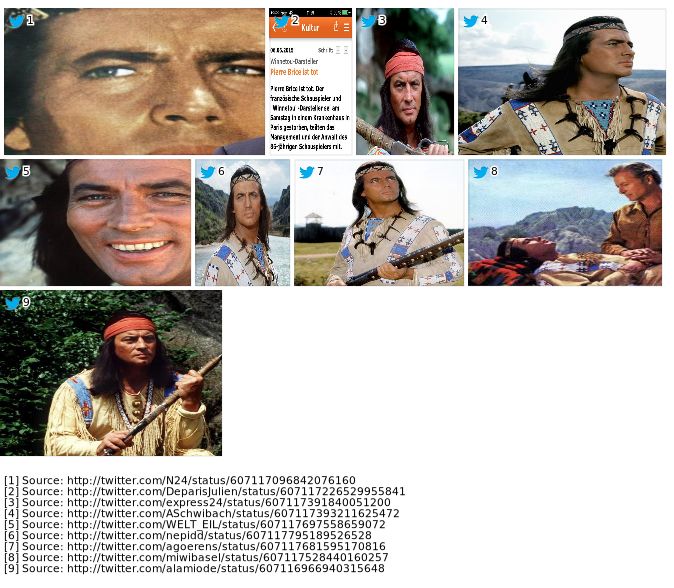 1
2
3
4
Kultur
06.06.2015
Schrift
Winnetou-Darsteller
Pierre Brice ist tot
Pierre Brice ist tot. Der
französische Schauspieler und
"Winnetou"-Darsteller sei am
Samstag in einem Krankenhaus in
Paris gestorben, teilten das
Management und der Anwalt des
86-jährigen Schauspielers mit.
5
6
7
8
9
[1] Source: http://twitter.com/N24/status/607117096842076160
[2] Source: http://twitter.com/DeparisJulien/status/607117226529955841
[3] Source: http://twitter.com/express24/status/607117391840051200
[4] Source: http://twitter.com/ASchwibach/status/607117393211625472
[5] Source: http://twitter.com/WELT_EIL/status/607117697558659072
[6] Source: http://twitter.com/nepida/status/607117795189526528
[7] Source: http://twitter.com/agoerens/status/607117681595170816
[8] Source: http://twitter.com/miwibasel/status/607117528440160257
[9] Source: http://twitter.com/alamiode/status/607116966940315648